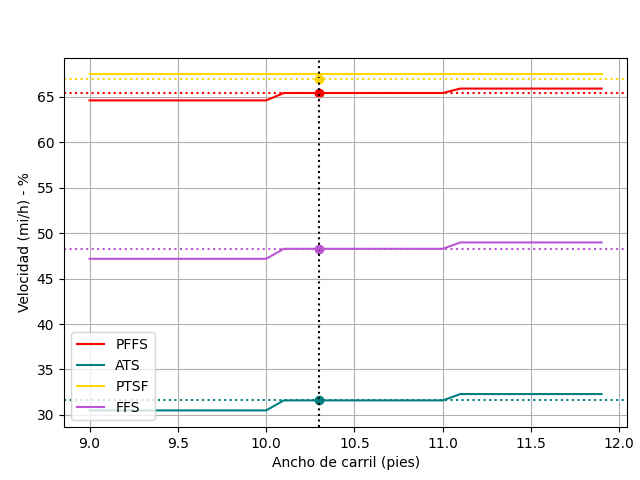 65
60
55
50
45
40
35
30
Velocidad (mi/h) - %
PFFS
ATS
PTSF
FFS
9.0 9.5 10.0 10.5 11.0 11.5 12.0
Ancho de carril (pies)